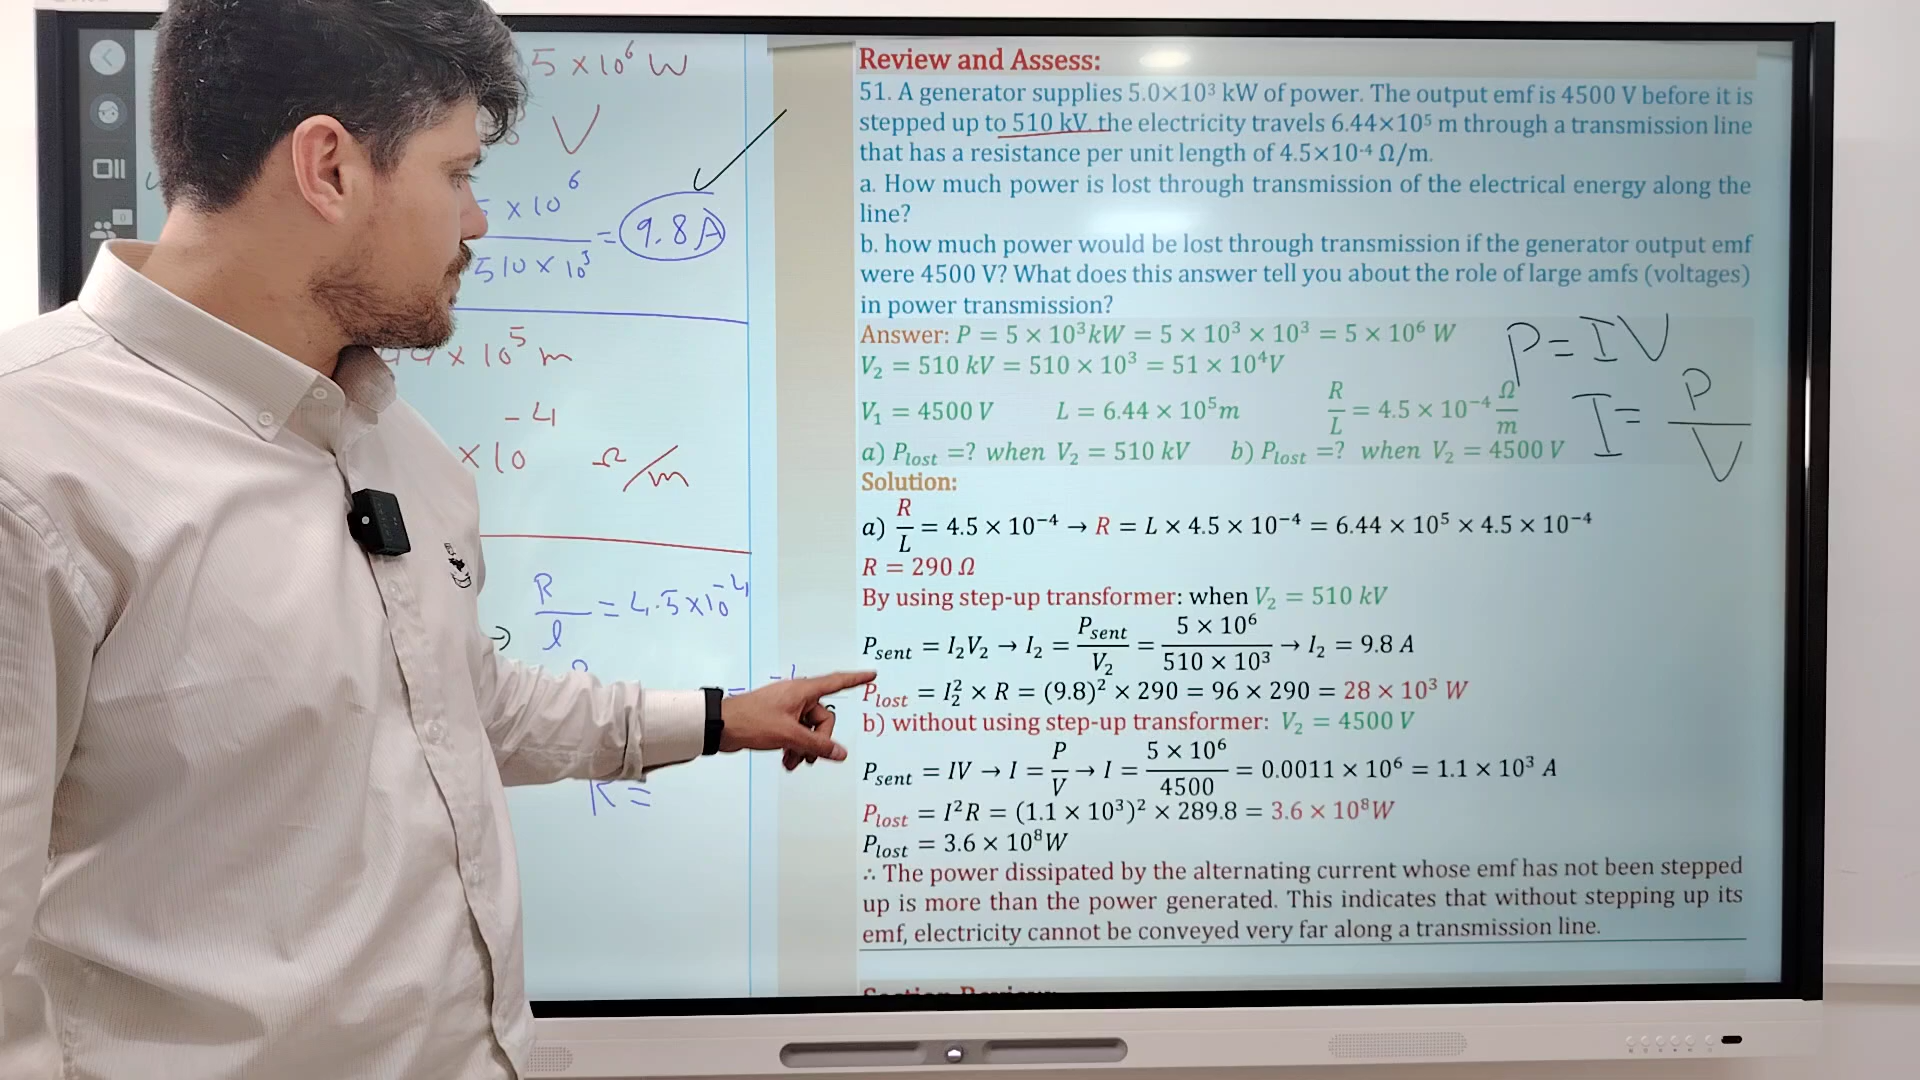 5 × 10⁶ W
V
5 × 10⁶
510 × 10³
= 9.8 A
× 10⁵ m
× 10⁻⁴ Ω/m
R/l = 4.5 × 10⁻⁴
R =
Review and Assess:
51. A generator supplies 5.0×10³ kW of power. The output emf is 4500 V before it is
stepped up to 510 kV. the electricity travels 6.44×10⁵ m through a transmission line
that has a resistance per unit length of 4.5×10⁻⁴ Ω/m.
a. How much power is lost through transmission of the electrical energy along the
line?
b. how much power would be lost through transmission if the generator output emf
were 4500 V? What does this answer tell you about the role of large amfs (voltages)
in power transmission?
Answer: P = 5 × 10³kW = 5 × 10³ × 10³ = 5 × 10⁶ W
V₂ = 510 kV = 510 × 10³ = 51 × 10⁴V
V₁ = 4500 V L = 6.44 × 10⁵m R/L = 4.5 × 10⁻⁴ Ω/m
a) Plost =? when V₂ = 510 kV b) Plost =? when V₂ = 4500 V
P = IV
I = P/V
Solution:
a) R/L = 4.5 × 10⁻⁴ → R = L × 4.5 × 10⁻⁴ = 6.44 × 10⁵ × 4.5 × 10⁻⁴
R = 290 Ω
By using step-up transformer: when V₂ = 510 kV
Psent = I₂V₂ → I₂ = Psent/V₂ = 5 × 10⁶/510 × 10³ → I₂ = 9.8 A
Plost = I₂² × R = (9.8)² × 290 = 96 × 290 = 28 × 10³ W
b) without using step-up transformer: V₂ = 4500 V
Psent = IV → I = P/V → I = 5 × 10⁶/4500 = 0.0011 × 10⁶ = 1.1 × 10³ A
Plost = I²R = (1.1 × 10³)² × 289.8 = 3.6 × 10⁸W
Plost = 3.6 × 10⁸W
∴ The power dissipated by the alternating current whose emf has not been stepped
up is more than the power generated. This indicates that without stepping up its
emf, electricity cannot be conveyed very far along a transmission line.